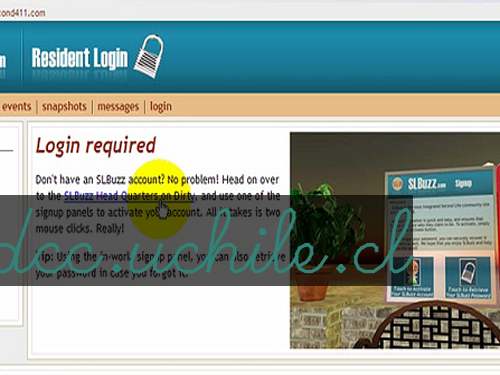 cond411.com
Resident Login
events | snapshots | messages | login
Login required
Don't have an SLBuzz account? No problem! Head on over
to the SLBuzz Head Quarters on Dirty, and use one of the
signup panels to activate your account. All it takes is two
mouse clicks. Really!
Tip: Using the in-world signup panel, you can also retrieve
your password in case you forgot it.
SLBUZZ.com Signup
Touch to Activate
Your SLBuzz Account
Touch to Retrieve
Your SLBuzz Password
dcc.uchile.cl